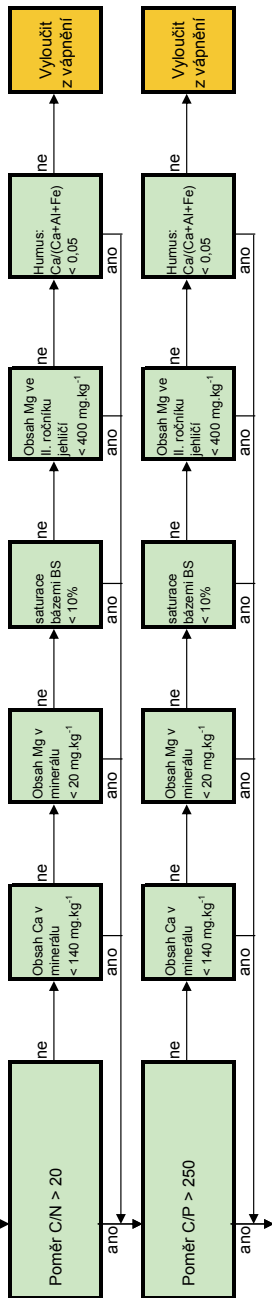 Poměr C/N > 20
ne
ano
Obsah Ca v
minerálu
< 140 mg.kg⁻¹
ne
ano
Obsah Mg v
minerálu
< 20 mg.kg⁻¹
ne
ano
saturace
bázemi BS
< 10%
ne
ano
Obsah Mg ve
II. ročníku
jehličí
< 400 mg.kg⁻¹
ne
ano
Humus:
Ca/(Ca+Al+Fe)
< 0,05
ne
ano
Vyloučit
z vápnění
Poměr C/P > 250
ne
ano
Obsah Ca v
minerálu
< 140 mg.kg⁻¹
ne
ano
Obsah Mg v
minerálu
< 20 mg.kg⁻¹
ne
ano
saturace
bázemi BS
< 10%
ne
ano
Obsah Mg ve
II. ročníku
jehličí
< 400 mg.kg⁻¹
ne
ano
Humus:
Ca/(Ca+Al+Fe)
< 0,05
ne
ano
Vyloučit
z vápnění